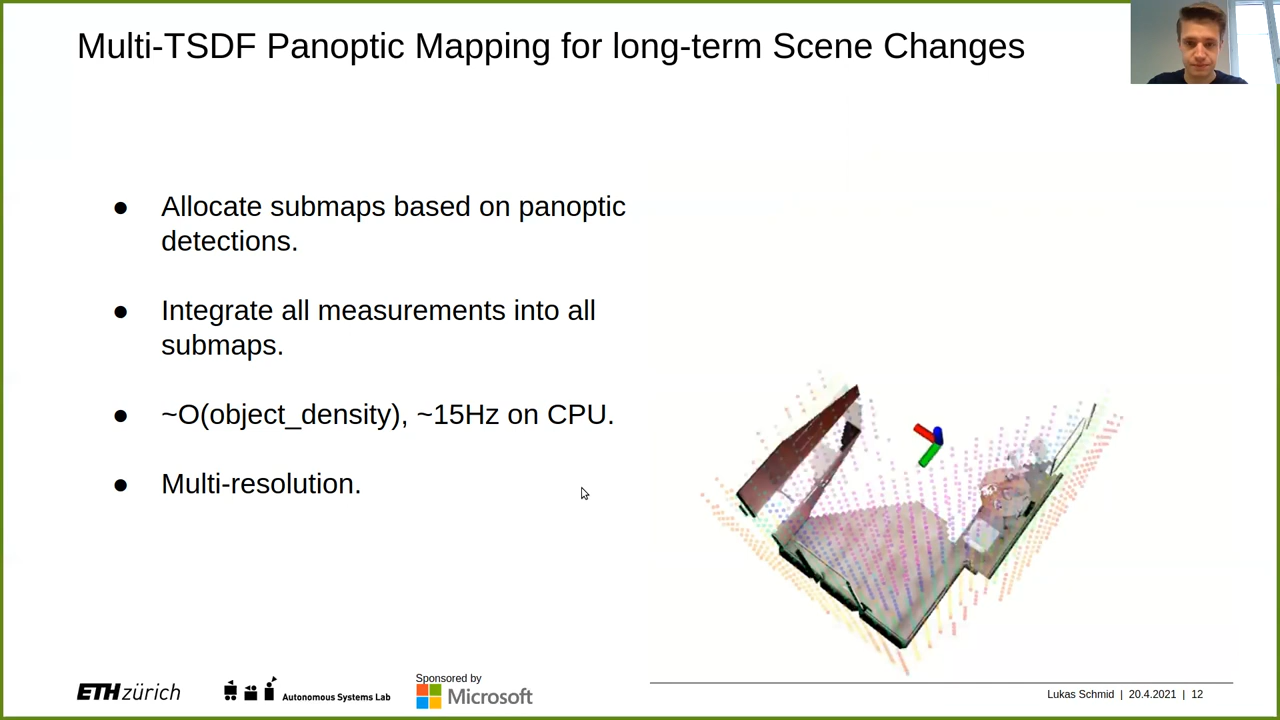 Multi-TSDF Panoptic Mapping for long-term Scene Changes
● Allocate submaps based on panoptic
detections.
● Integrate all measurements into all
submaps.
● ~O(object_density), ~15Hz on CPU.
● Multi-resolution.
ETH zürich
Autonomous Systems Lab
Sponsored by
Microsoft
Lukas Schmid | 20.4.2021 | 12